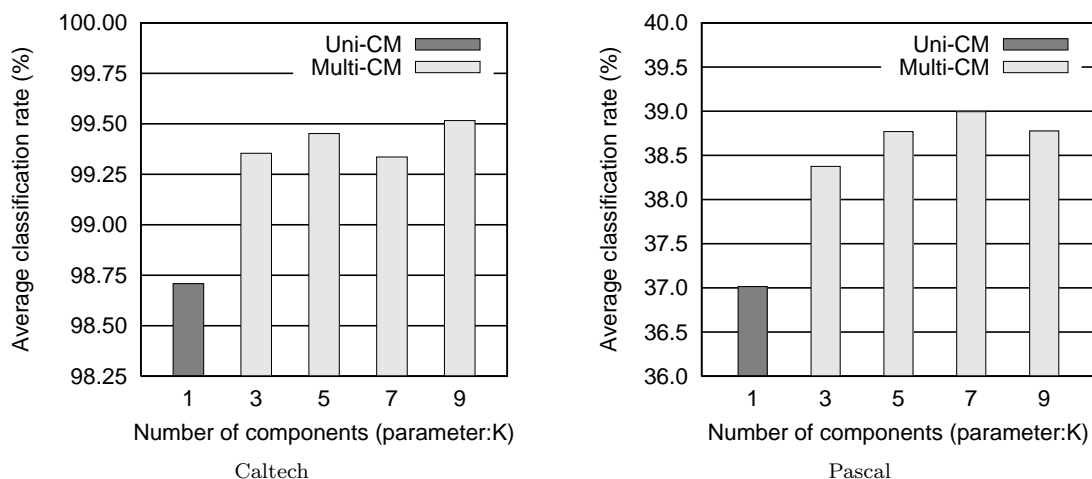 100.00
99.75
99.50
99.25
99.00
98.75
98.50
98.25
Average classification rate (%)
Uni-CM
Multi-CM
1 3 5 7 9
Number of components (parameter:K)
Caltech
40.0
39.5
39.0
38.5
38.0
37.5
37.0
36.5
36.0
Average classification rate (%)
Uni-CM
Multi-CM
1 3 5 7 9
Number of components (parameter:K)
Pascal